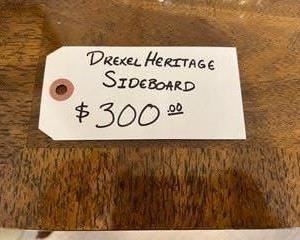 DREXEL HERITAGE
SIDEBOARD
$ 300.00